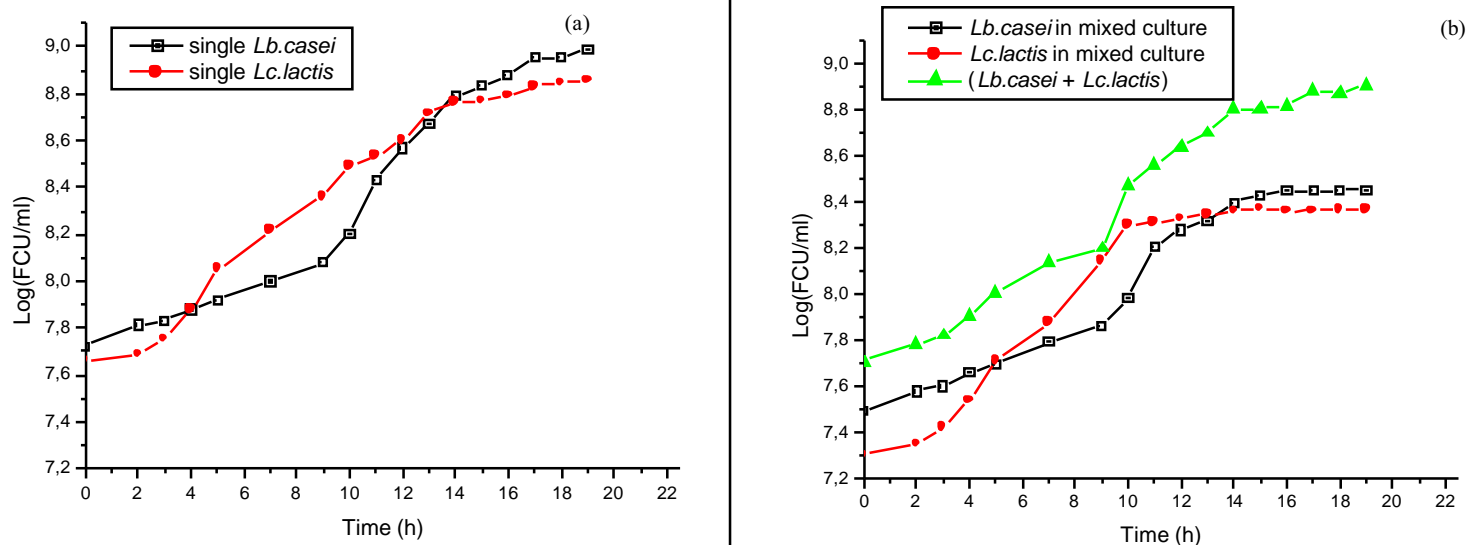 (a)
single Lb.casei
single Lc.lactis
9,0
8,8
8,6
8,4
8,2
8,0
7,8
7,6
7,4
7,2
Log(FCU/ml)
0 2 4 6 8 10 12 14 16 18 20 22
Time (h)
(b)
Lb.casei in mixed culture
Lc.lactis in mixed culture
(Lb.casei + Lc.lactis)
9,0
8,8
8,6
8,4
8,2
8,0
7,8
7,6
7,4
7,2
Log(FCU/ml)
0 2 4 6 8 10 12 14 16 18 20 22
Time (h)